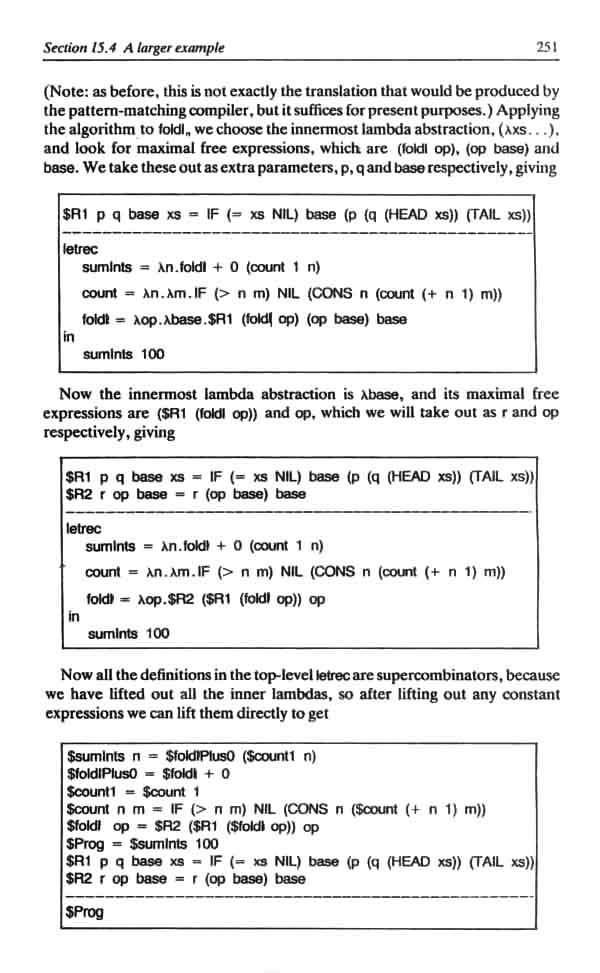 Section 15.4 A larger example 251
(Note: as before, this is not exactly the translation that would be produced by
the pattern-matching compiler, but it suffices for present purposes.) Applying
the algorithm to foldl,, we choose the innermost lambda abstraction, (λxs. . .),
and look for maximal free expressions, which are (foldl op), (op base) and
base. We take these out as extra parameters, p, q and base respectively, giving
$R1 p q base xs = IF (= xs NIL) base (p (q (HEAD xs)) (TAIL xs))
letrec
sumInts = λn.foldl + 0 (count 1 n)
count = λn.λm.IF (> n m) NIL (CONS n (count (+ n 1) m))
foldl = λop.λbase.$R1 (foldl op) (op base) base
in
sumInts 100
Now the innermost lambda abstraction is λbase, and its maximal free
expressions are ($R1 (foldl op)) and op, which we will take out as r and op
respectively, giving
$R1 p q base xs = IF (= xs NIL) base (p (q (HEAD xs)) (TAIL xs))
$R2 r op base = r (op base) base
letrec
sumInts = λn.foldl + 0 (count 1 n)
count = λn.λm.IF (> n m) NIL (CONS n (count (+ n 1) m))
foldl = λop.$R2 ($R1 (foldl op)) op
in
sumInts 100
Now all the definitions in the top-level letrec are supercombinators, because
we have lifted out all the inner lambdas, so after lifting out any constant
expressions we can lift them directly to get
$sumInts n = $foldlPlus0 ($count1 n)
$foldlPlus0 = $foldl + 0
$count1 = $count 1
$count n m = IF (> n m) NIL (CONS n ($count (+ n 1) m))
$foldl op = $R2 ($R1 ($foldl op)) op
$Prog = $sumInts 100
$R1 p q base xs = IF (= xs NIL) base (p (q (HEAD xs)) (TAIL xs))
$R2 r op base = r (op base) base
$Prog